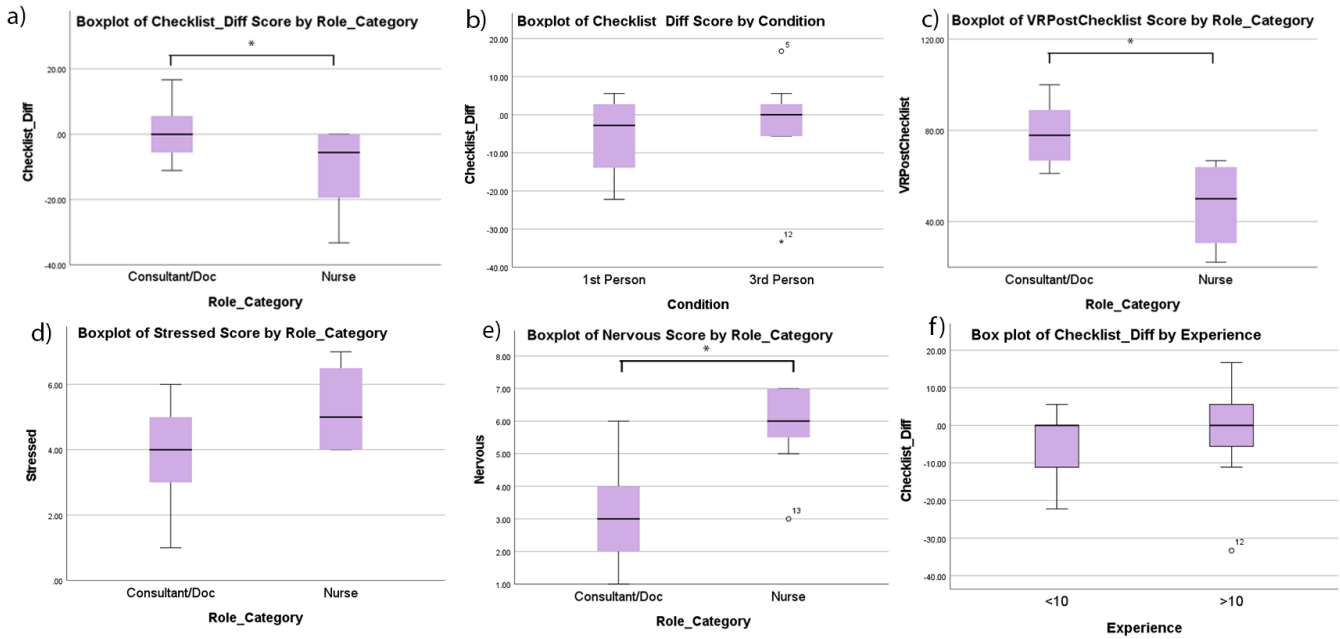 a)
Boxplot of Checklist_Diff Score by Role_Category
*
20.00
.00
-20.00
-40.00
Checklist_Diff
Consultant/Doc
Nurse
Role_Category
b)
Boxplot of Checklist Diff Score by Condition
20.00
10.00
.00
-10.00
-20.00
-30.00
-40.00
Checklist_Diff
5
12
1st Person
3rd Person
Condition
c)
Boxplot of VRPostChecklist Score by Role_Category
*
120.00
80.00
40.00
VRPostChecklist
Consultant/Doc
Nurse
Role_Category
d)
Boxplot of Stressed Score by Role_Category
6.00
4.00
2.00
.00
Stressed
Consultant/Doc
Nurse
Role_Category
e)
Boxplot of Nervous Score by Role_Category
*
8.00
7.00
6.00
5.00
4.00
3.00
2.00
1.00
Nervous
13
Consultant/Doc
Nurse
Role_Category
f)
Box plot of Checklist_Diff by Experience
20.00
10.00
.00
-10.00
-20.00
-30.00
-40.00
Checklist_Diff
12
<10
>10
Experience